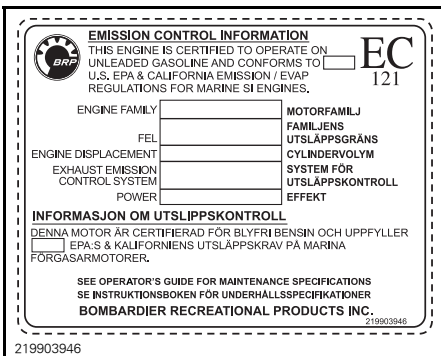 EMISSION CONTROL INFORMATION
THIS ENGINE IS CERTIFIED TO OPERATE ON
UNLEADED GASOLINE AND CONFORMS TO
U.S. EPA & CALIFORNIA EMISSION / EVAP
REGULATIONS FOR MARINE SI ENGINES.
BRP
EC
121
ENGINE FAMILY MOTORFAMILJ
FEL FAMILJENS
UTSLÄPPSGRÄNS
ENGINE DISPLACEMENT CYLINDERVOLYM
EXHAUST EMISSION SYSTEM FÖR
CONTROL SYSTEM UTSLÄPPSKONTROLL
POWER EFFEKT
INFORMASJON OM UTSLIPPSKONTROLL
DENNA MOTOR ÄR CERTIFIERAD FÖR BLYFRI BENSIN OCH UPPFYLLER
EPA:S & KALIFORNIENS UTSLÄPPSKRAV PÅ MARINA
FÖRGASARMOTORER.
SEE OPERATOR'S GUIDE FOR MAINTENANCE SPECIFICATIONS
SE INSTRUKTIONSBOKEN FÖR UNDERHÅLLSSPECIFIKATIONER
BOMBARDIER RECREATIONAL PRODUCTS INC.
219903946
219903946